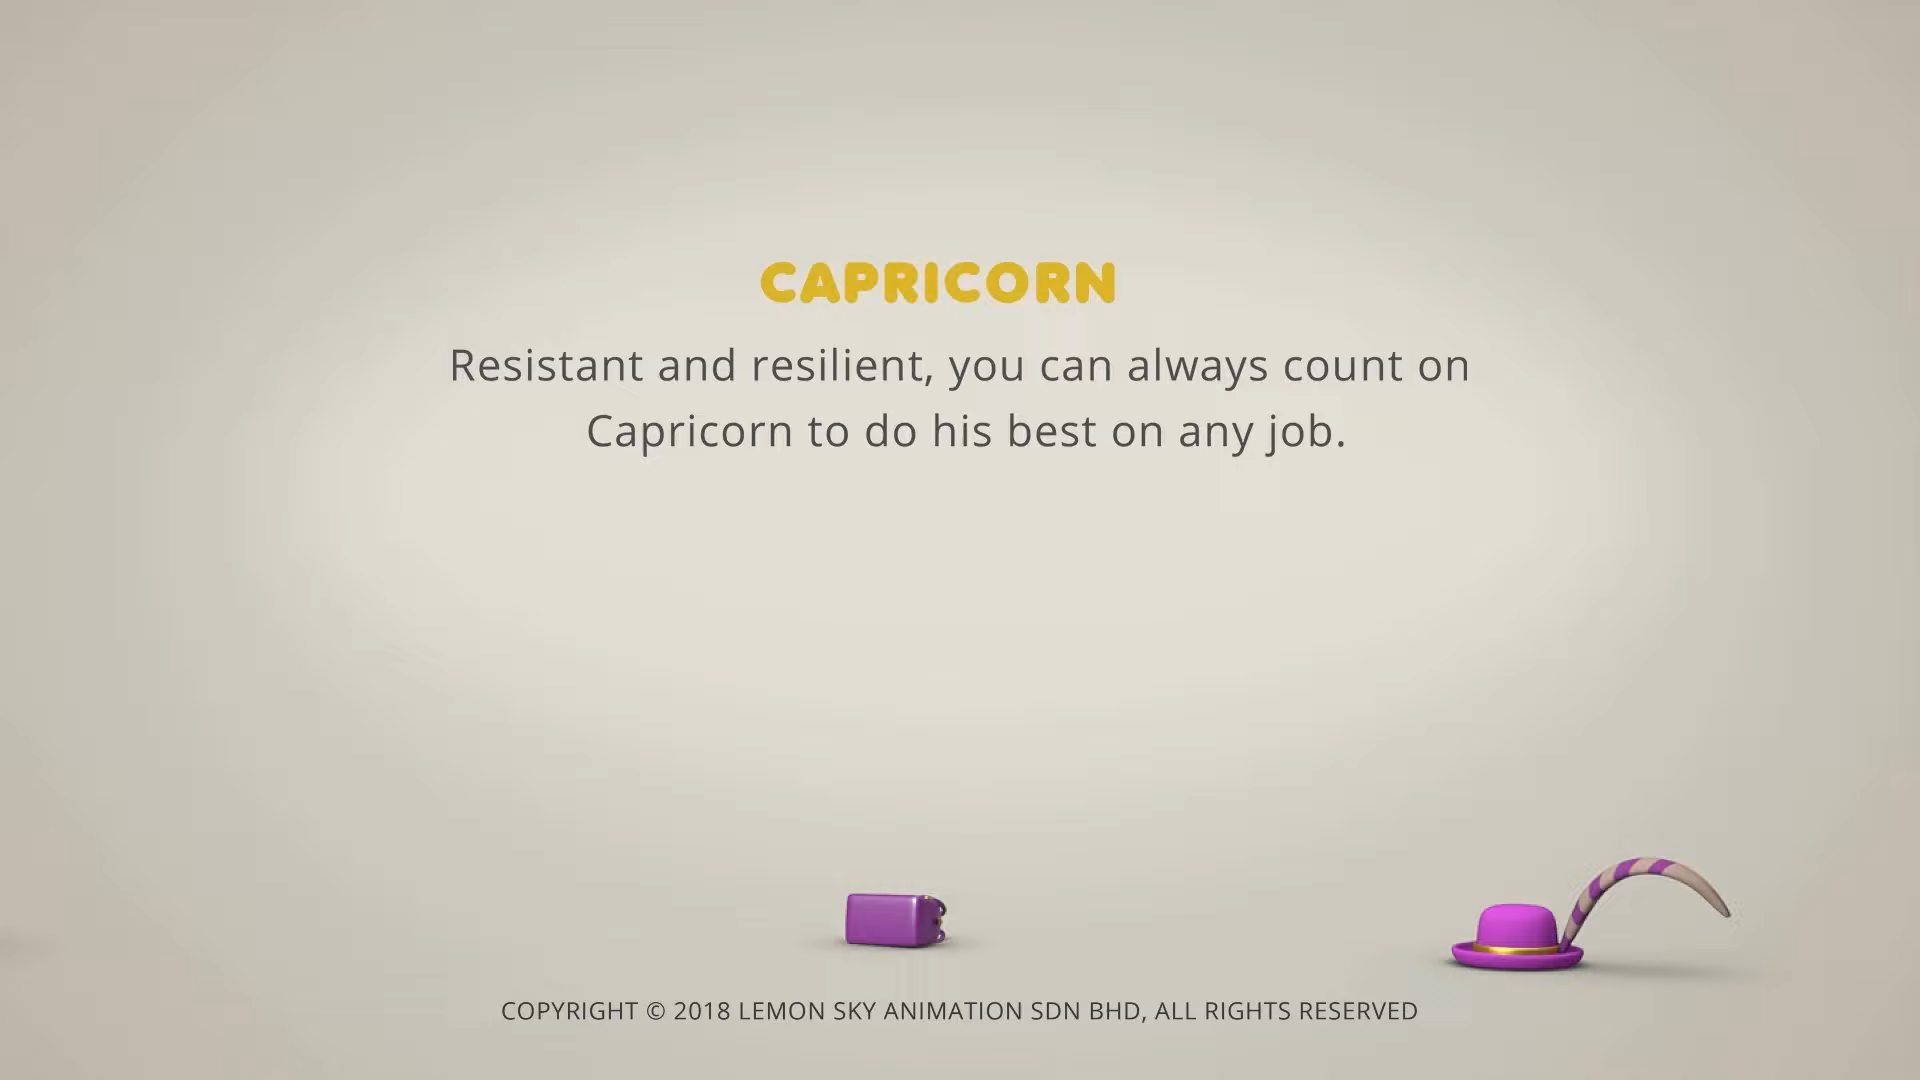 CAPRICORN
Resistant and resilient, you can always count on
Capricorn to do his best on any job.
COPYRIGHT © 2018 LEMON SKY ANIMATION SDN BHD, ALL RIGHTS RESERVED